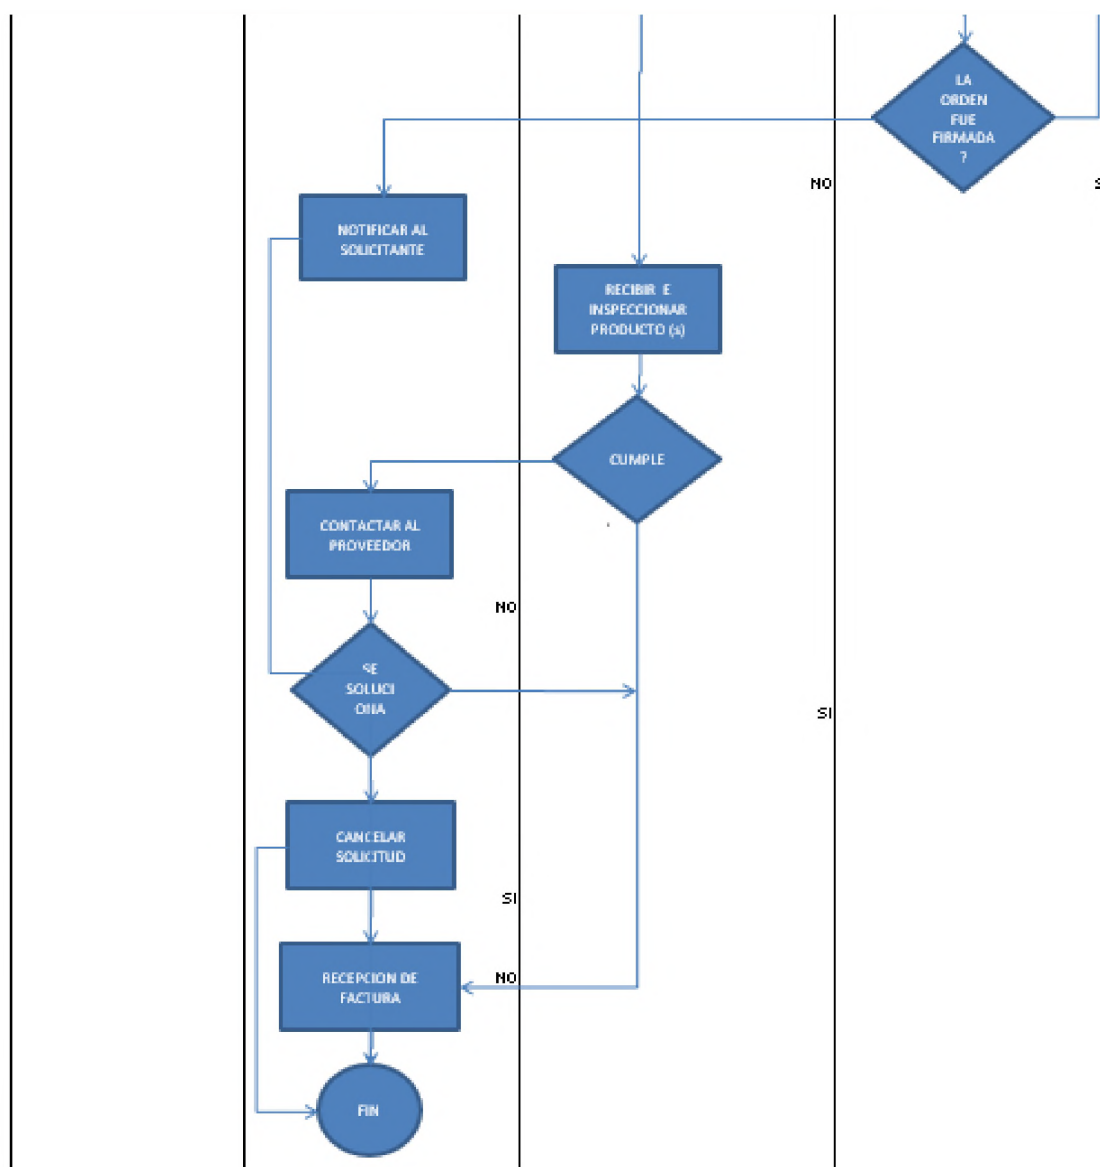 LA
ORDEN
FUE
FIRMADA
?
NO
S
NOTIFICAR AL
SOLICITANTE
RECIBIR E
INSPECCIONAR
PRODUCTO (s)
CUMPLE
CONTACTAR AL
PROVEEDOR
NO
SE
SOLUCI
ONA
SI
CANCELAR
SOLICITUD
SI
RECEPCION DE
FACTURA
NO
FIN